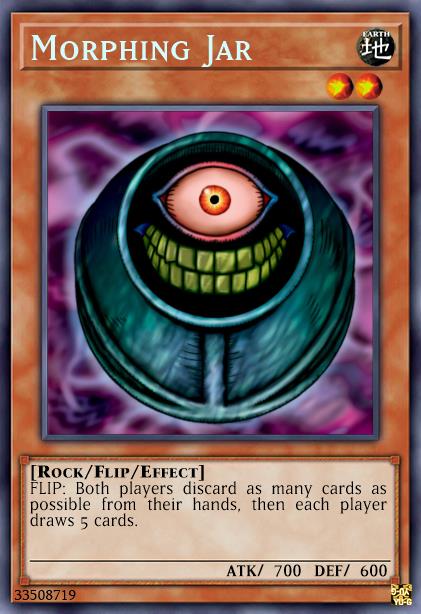 MORPHING JAR
EARTH
地
[ROCK/FLIP/EFFECT]
FLIP: Both players discard as many cards as
possible from their hands, then each player
draws 5 cards.
ATK/ 700 DEF/ 600
33508719